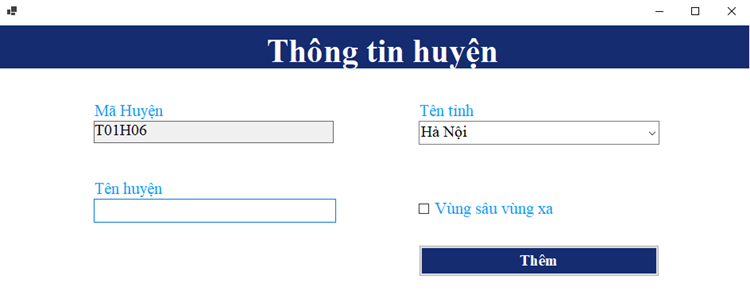 Thông tin huyện
Mã Huyện
T01H06
Tên tỉnh
Hà Nội
Tên huyện
Vùng sâu vùng xa
Thêm